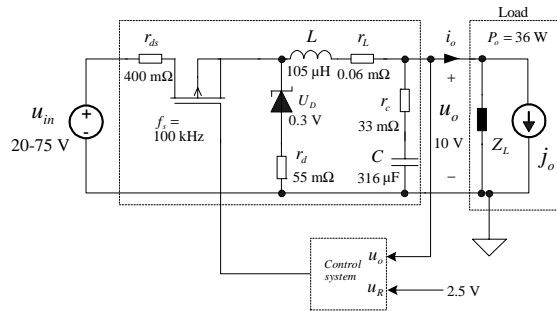 Load
r_ds
L
r_L
i_o
P_o = 36 W
400 mΩ
105 μH
0.06 mΩ
+
u_in
+
-
20-75 V
f_s =
100 kHz
U_D
0.3 V
r_c
33 mΩ
u_o
10 V
Z_L
j_o
r_d
55 mΩ
C
316 μF
−
Control
system
u_o
u_R
2.5 V